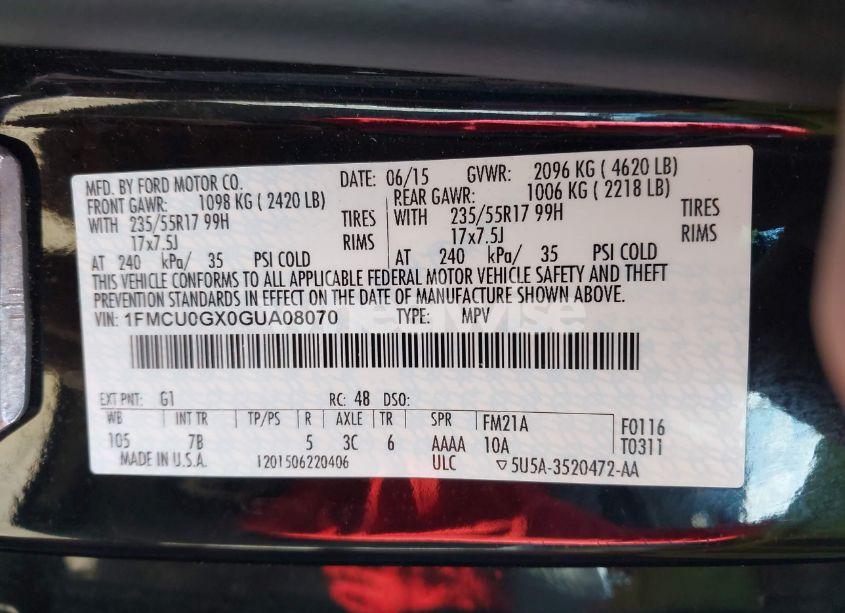 MFD. BY FORD MOTOR CO. DATE: 06/15 GVWR: 2096 KG ( 4620 LB)
FRONT GAWR: 1098 KG ( 2420 LB) REAR GAWR: 1006 KG ( 2218 LB)
WITH 235/55R17 99H TIRES WITH 235/55R17 99H TIRES
17x7.5J RIMS 17x7.5J RIMS
AT 240 kPa/ 35 PSI COLD AT 240 kPa/ 35 PSI COLD
THIS VEHICLE CONFORMS TO ALL APPLICABLE FEDERAL MOTOR VEHICLE SAFETY AND THEFT
PREVENTION STANDARDS IN EFFECT ON THE DATE OF MANUFACTURE SHOWN ABOVE.
VIN: 1FMCU0GX0GUA08070 TYPE: MPV
EXT PNT: G1 RC: 48 DSO:
WB INT TR TP/PS R AXLE TR SPR FM21A F0116
105 7B 5 3C 6 AAAA 10A T0311
MADE IN U.S.A. 1201506220406 ULC ▽5U5A-3520472-AA